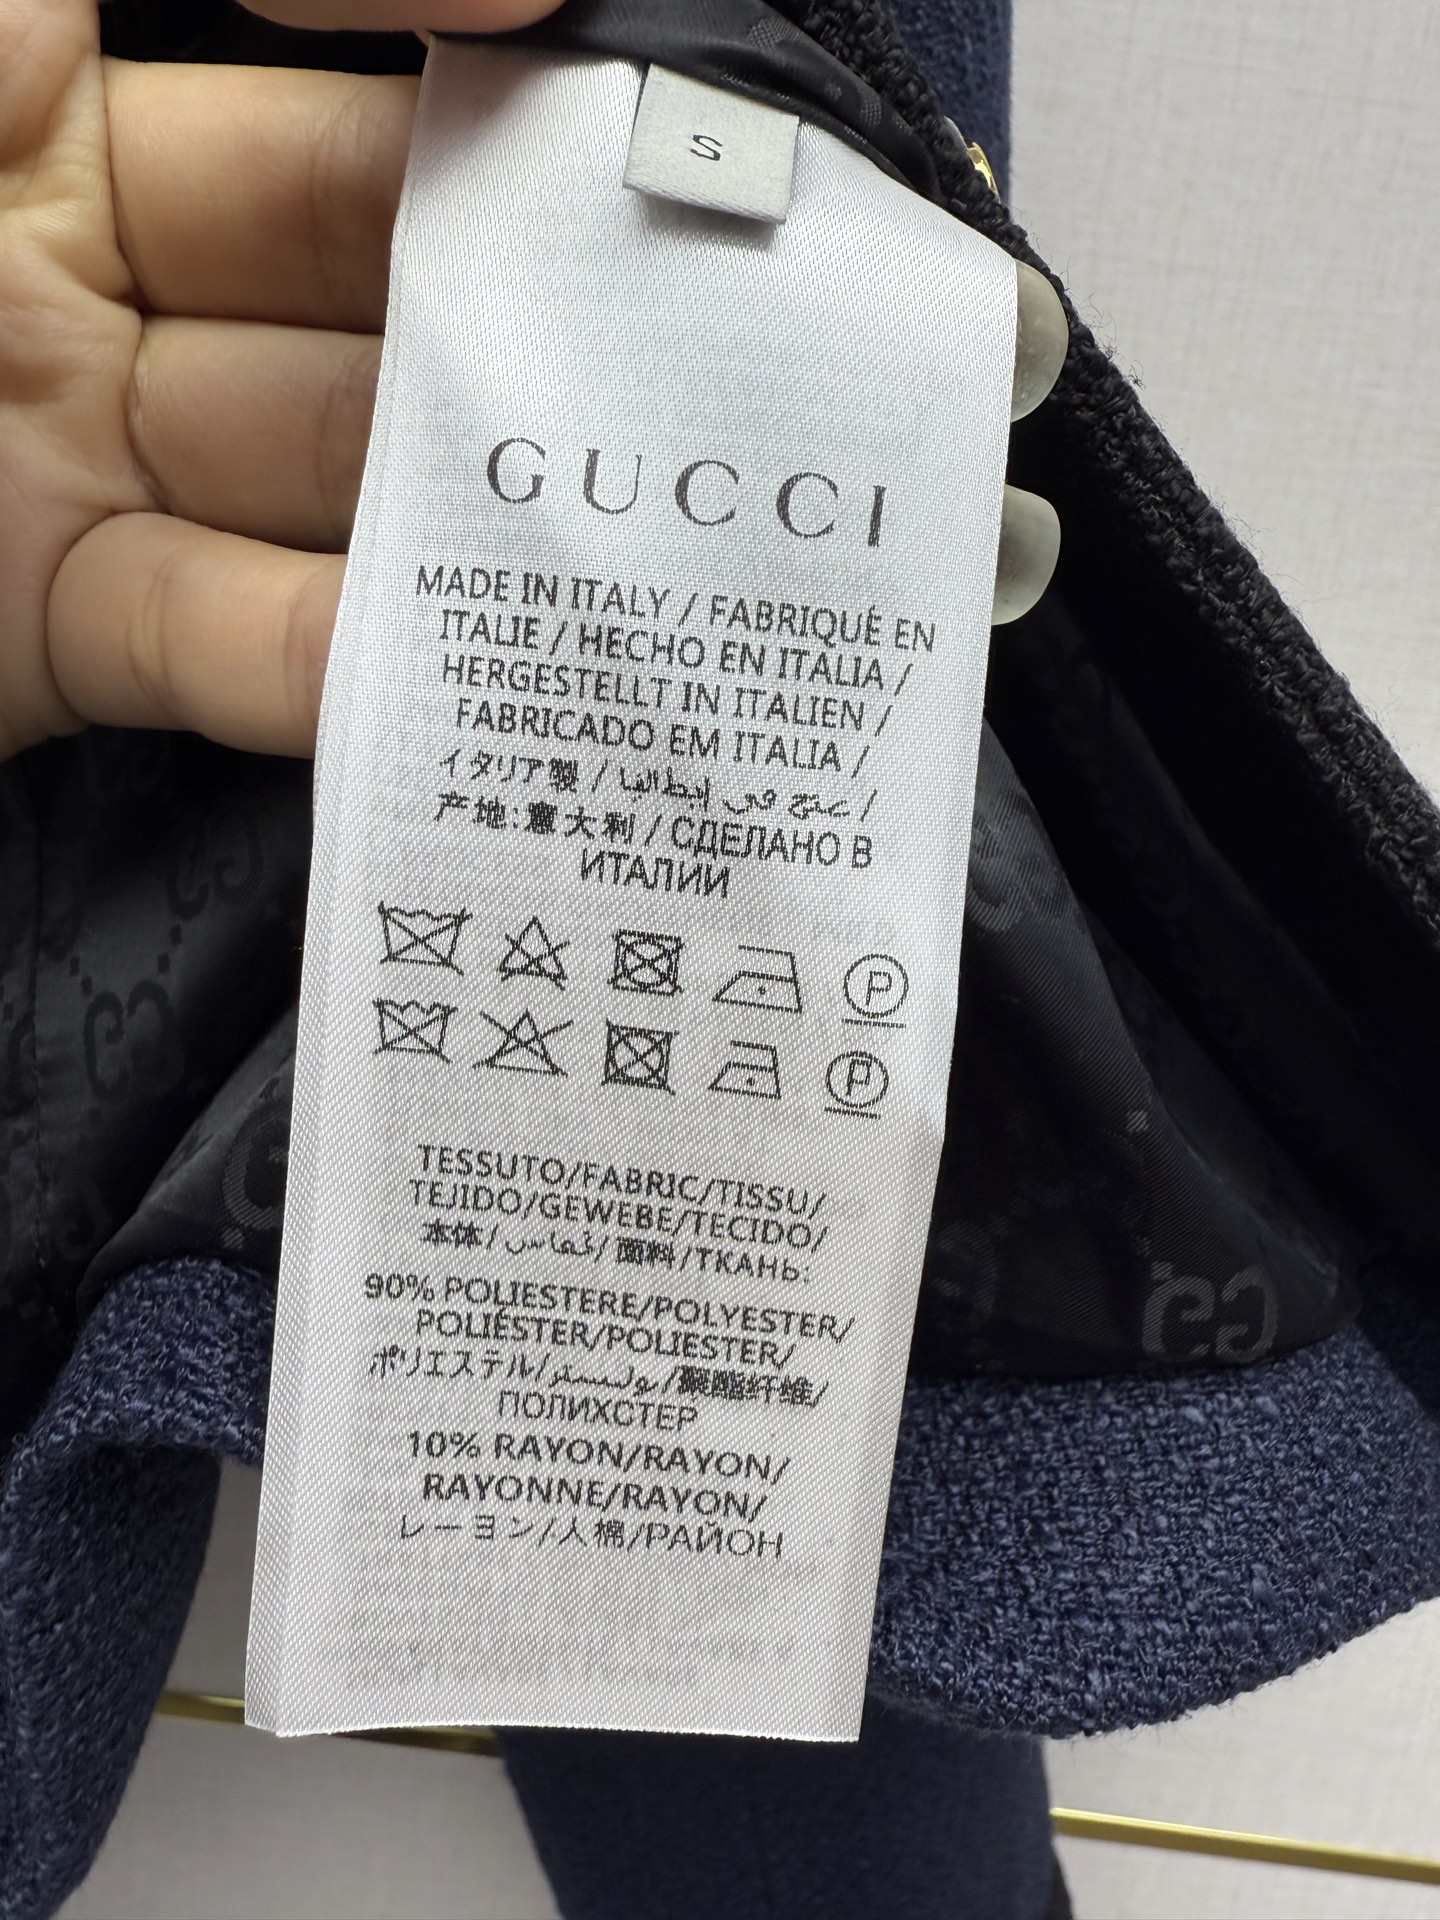 S
GUCCI
MADE IN ITALY / FABRIQUÉ EN
ITALIE / HECHO EN ITALIA /
HERGESTELLT IN ITALIEN /
FABRICADO EM ITALIA /
イタリア製 / صنع في إيطاليا /
产地:意大利 / СДЕЛАНО В
ИТАЛИИ
P
P
TESSUTO/FABRIC/TISSU/
TEJIDO/GEWEBE/TECIDO/
本体/ / 面料/ТКАНЬ:
90% POLIESTERE/POLYESTER/
POLIÉSTER/POLIESTER/
ポリエステル/ /聚酯纤维/
ПОЛИХСТЕР
10% RAYON/RAYON/
RAYONNE/RAYON/
レーヨン/人棉/РАЙОН